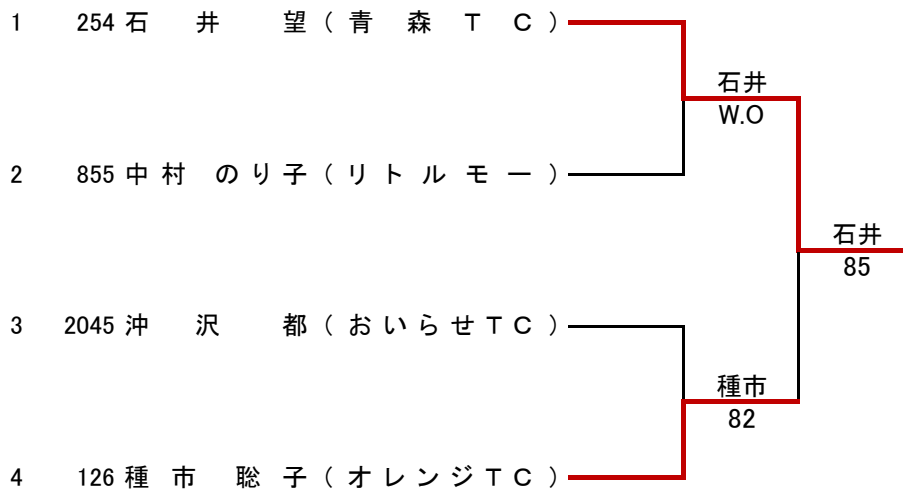 1 254 石 井 望 ( 青 森 T C )
石井
W.O
2 855 中 村 の り 子 ( リ ト ル モ ー )
石井
85
3 2045 沖 沢 都 ( お い ら せ T C )
種市
82
4 126 種 市 聡 子 ( オ レ ン ジ T C )